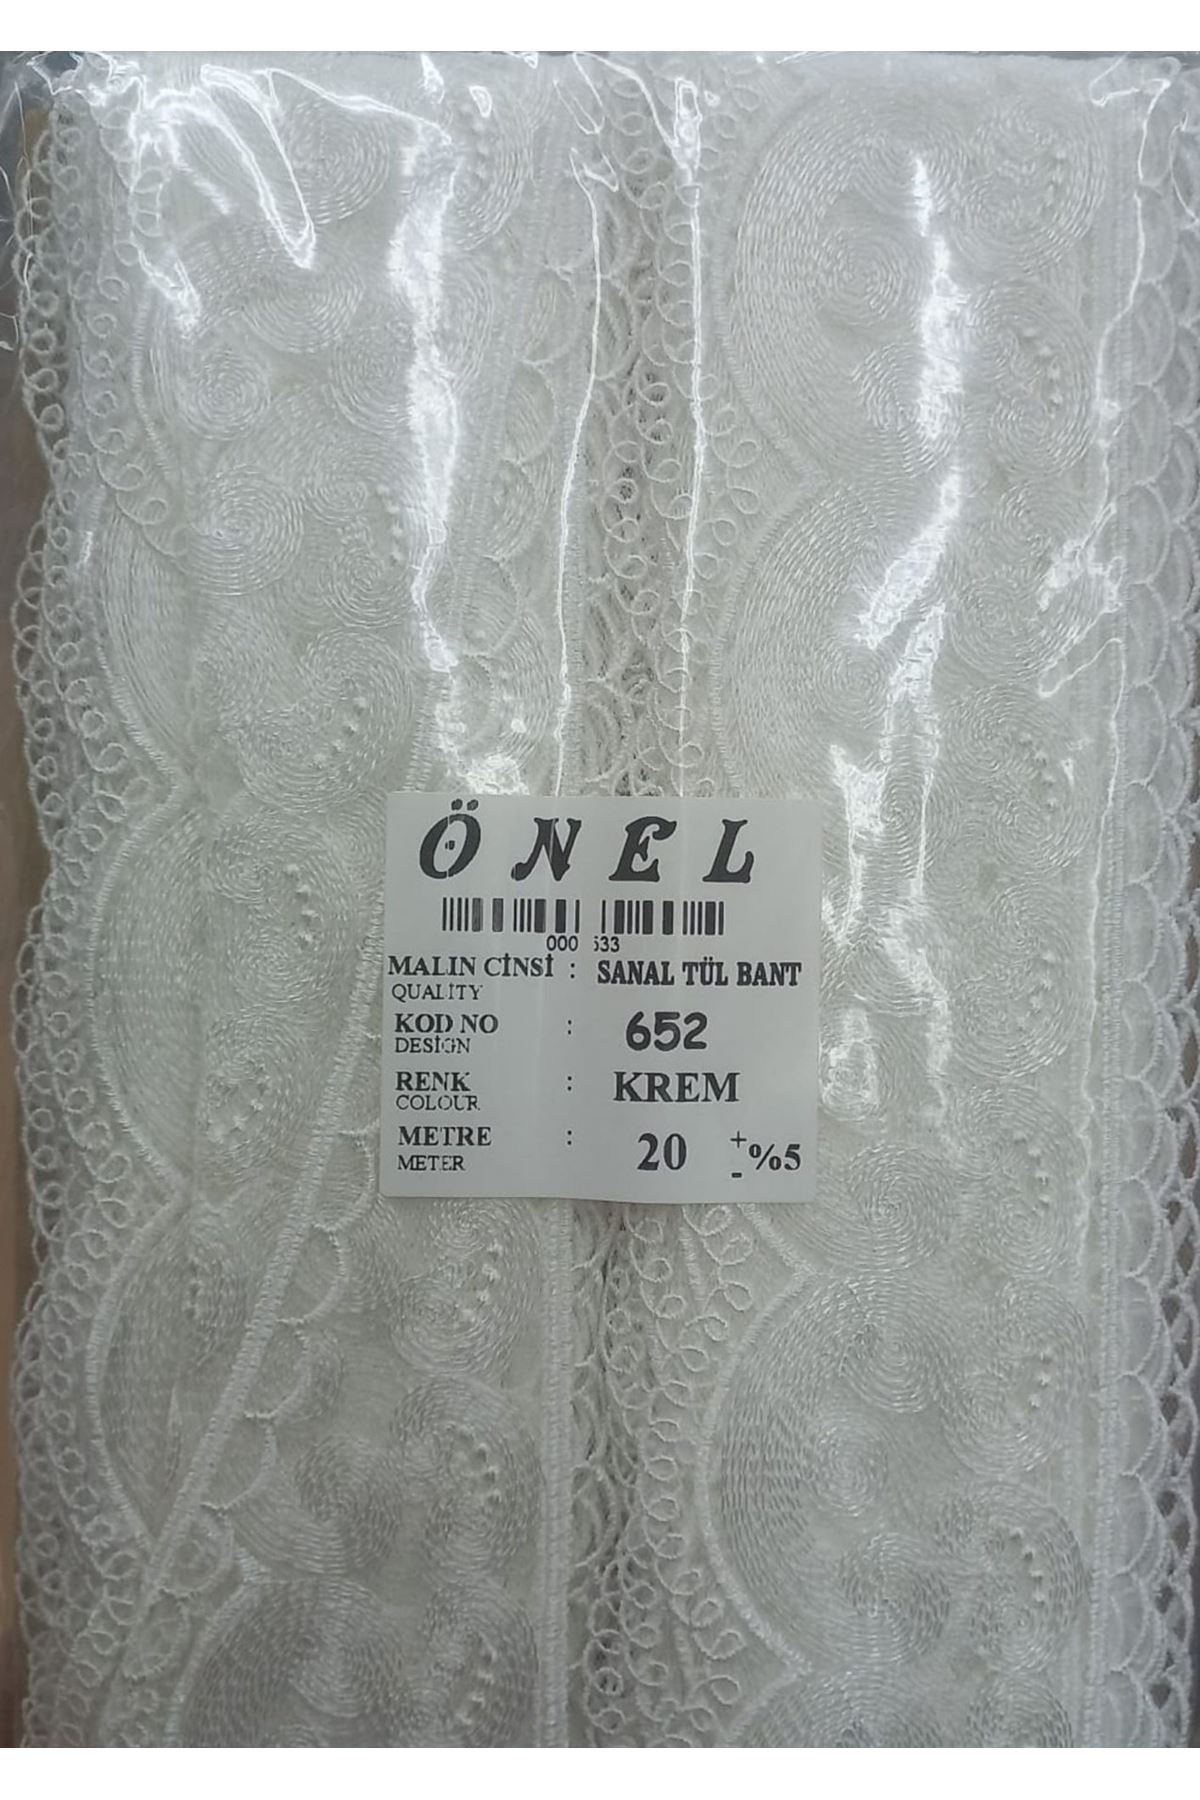 ÖNEL
000 533
MALIN CİNSİ : SANAL TÜL BANT
QUALİTY
KOD NO : 652
DESİGN
RENK : KREM
COLOUR
METRE : 20 +- %5
METER